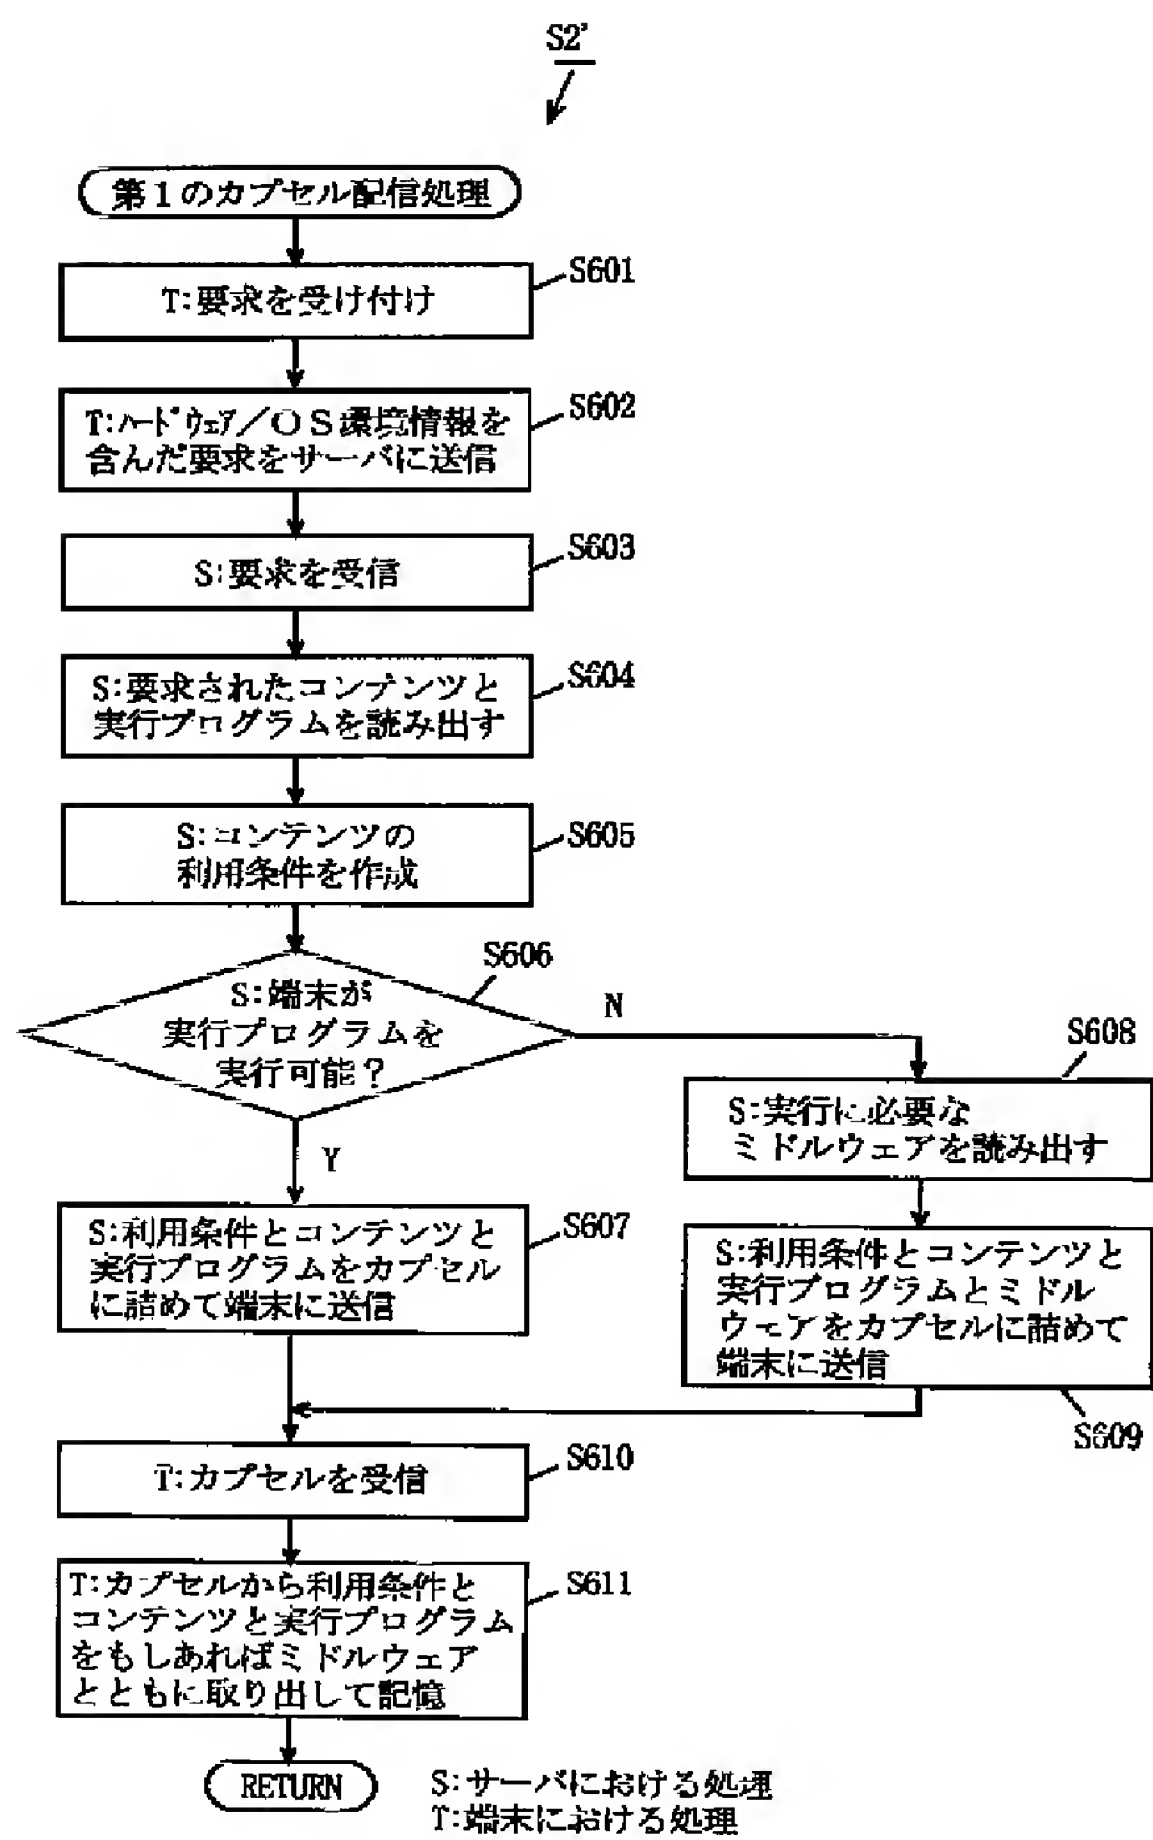 S2'
第１のカプセル配信処理
S601
T:要求を受け付け
S602
T:ﾊｰﾄﾞｳｪｱ／ＯＳ環境情報を
含んだ要求をサーバに送信
S603
S:要求を受信
S604
S:要求されたコンテンツと
実行プログラムを読み出す
S605
S:コンテンツの
利用条件を作成
S606
S:端末が
実行プログラムを
実行可能？
N
Y
S608
S:実行に必要な
ミドルウェアを読み出す
S607
S:利用条件とコンテンツと
実行プログラムをカプセル
に詰めて端末に送信
S:利用条件とコンテンツと
実行プログラムとミドル
ウェアをカプセルに詰めて
端末に送信
S609
S610
T:カプセルを受信
S611
T:カプセルから利用条件と
コンテンツと実行プログラム
をもしあればミドルウェア
とともに取り出して記憶
RETURN
S:サーバにおける処理
T:端末における処理